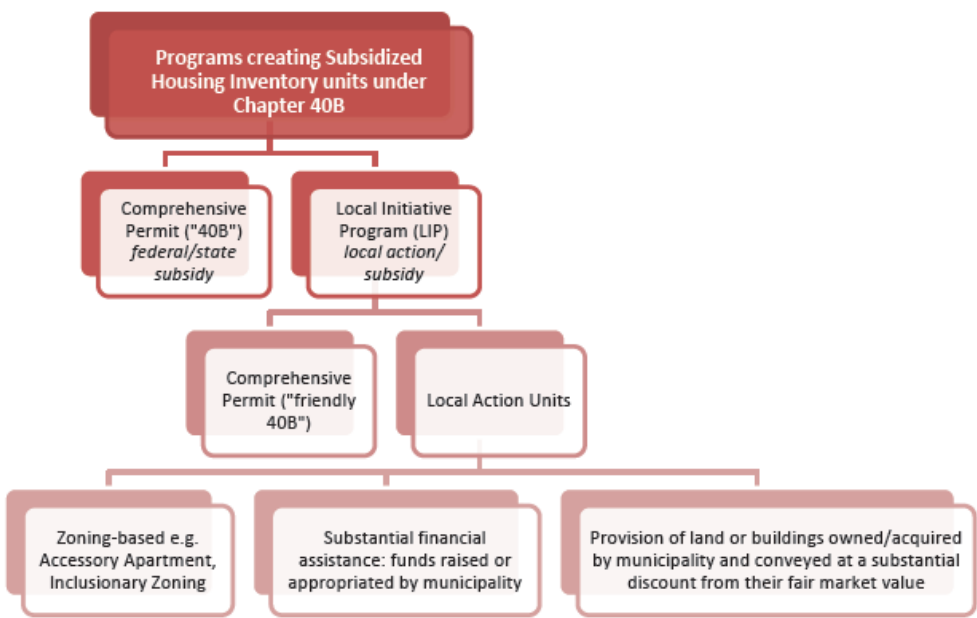 Programs creating Subsidized
Housing Inventory units under
Chapter 40B
Comprehensive
Permit ("40B")
federal/state
subsidy
Local Initiative
Program (LIP)
local action/
subsidy
Comprehensive
Permit ("friendly
40B")
Local Action Units
Zoning-based e.g.
Accessory Apartment,
Inclusionary Zoning
Substantial financial
assistance: funds raised or
appropriated by municipality
Provision of land or buildings owned/acquired
by municipality and conveyed at a substantial
discount from their fair market value